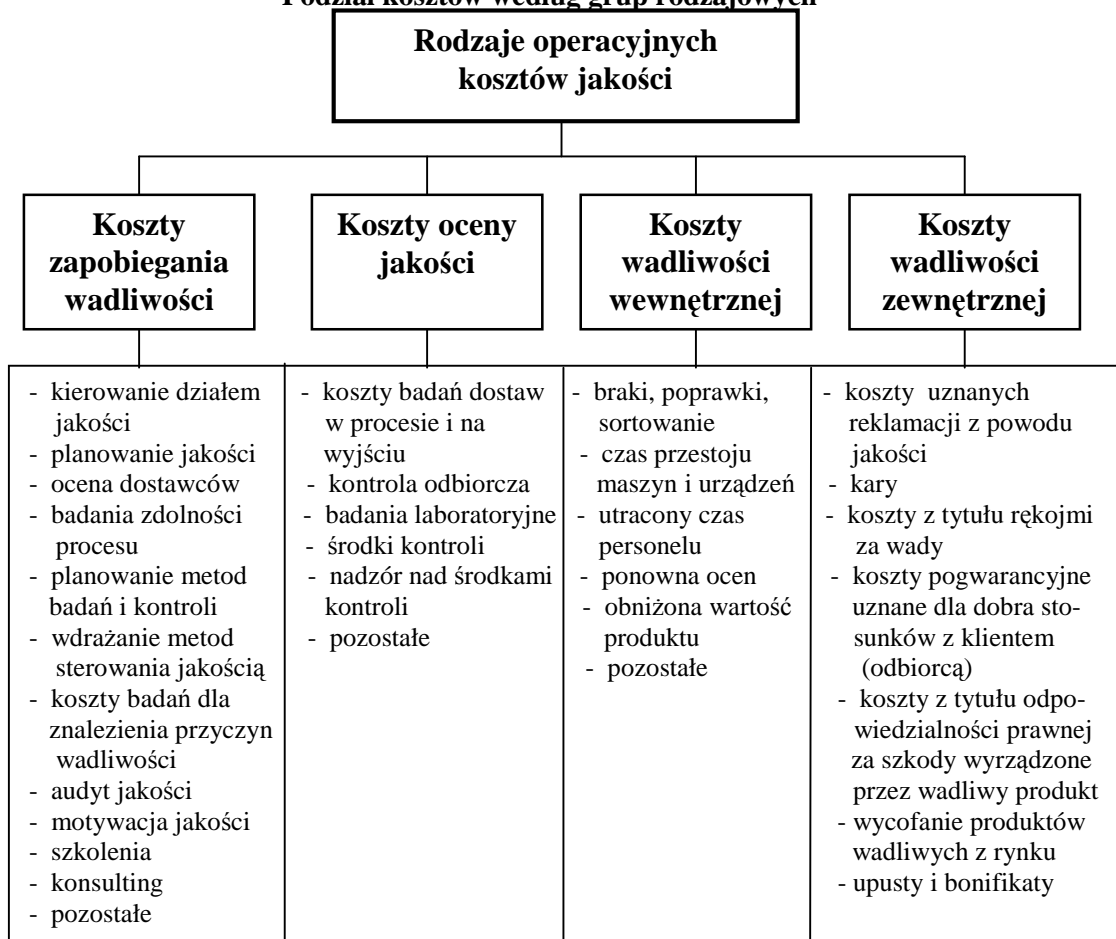 Podział kosztów według grup rodzajowych
Rodzaje operacyjnych
kosztów jakości
Koszty
zapobiegania
wadliwości
Koszty oceny
jakości
Koszty
wadliwości
wewnętrznej
Koszty
wadliwości
zewnętrznej
- kierowanie działem
jakości
- planowanie jakości
- ocena dostawców
- badania zdolności
procesu
- planowanie metod
badań i kontroli
- wdrażanie metod
sterowania jakością
- koszty badań dla
znalezienia przyczyn
wadliwości
- audyt jakości
- motywacja jakości
- szkolenia
- konsulting
- pozostałe
- koszty badań dostaw
w procesie i na
wyjściu
- kontrola odbiorcza
- badania laboratoryjne
- środki kontroli
- nadzór nad środkami
kontroli
- pozostałe
- braki, poprawki,
sortowanie
- czas przestoju
maszyn i urządzeń
- utracony czas
personelu
- ponowna ocen
- obniżona wartość
produktu
- pozostałe
- koszty uznanych
reklamacji z powodu
jakości
- kary
- koszty z tytułu rękojmi
za wady
- koszty pogwarancyjne
uznane dla dobra sto-
sunków z klientem
(odbiorcą)
- koszty z tytułu odpo-
wiedzialności prawnej
za szkody wyrządzone
przez wadliwy produkt
- wycofanie produktów
wadliwych z rynku
- upusty i bonifikaty